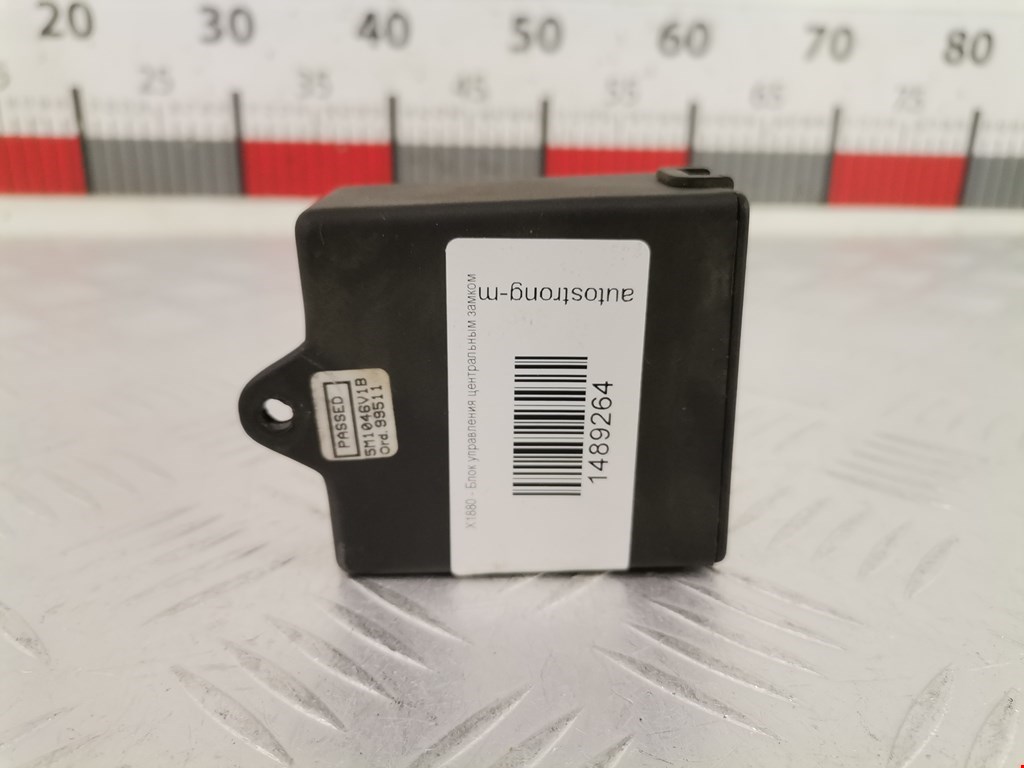 20 30 40 50 60 70 80
25 35 45 55 65 75
PASSED
5M1046V1B
Ord.99511
X1880 - Блок управления центральным замком
autostrong-m
1489264